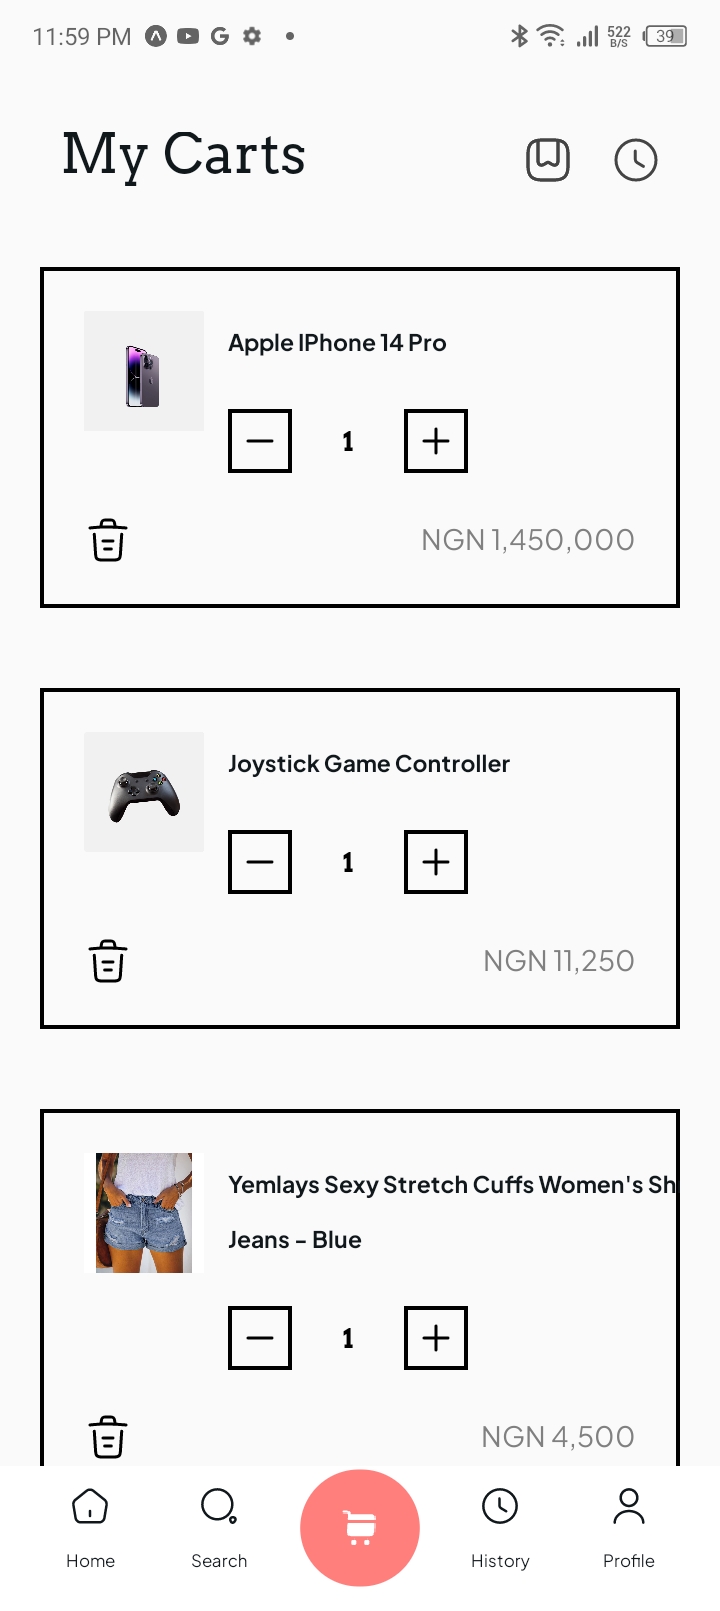 11:59 PM
522
B/S
39
My Carts
Apple IPhone 14 Pro
1
NGN 1,450,000
Joystick Game Controller
1
NGN 11,250
Yemlays Sexy Stretch Cuffs Women's Sh
Jeans - Blue
1
NGN 4,500
Home
Search
History
Profile